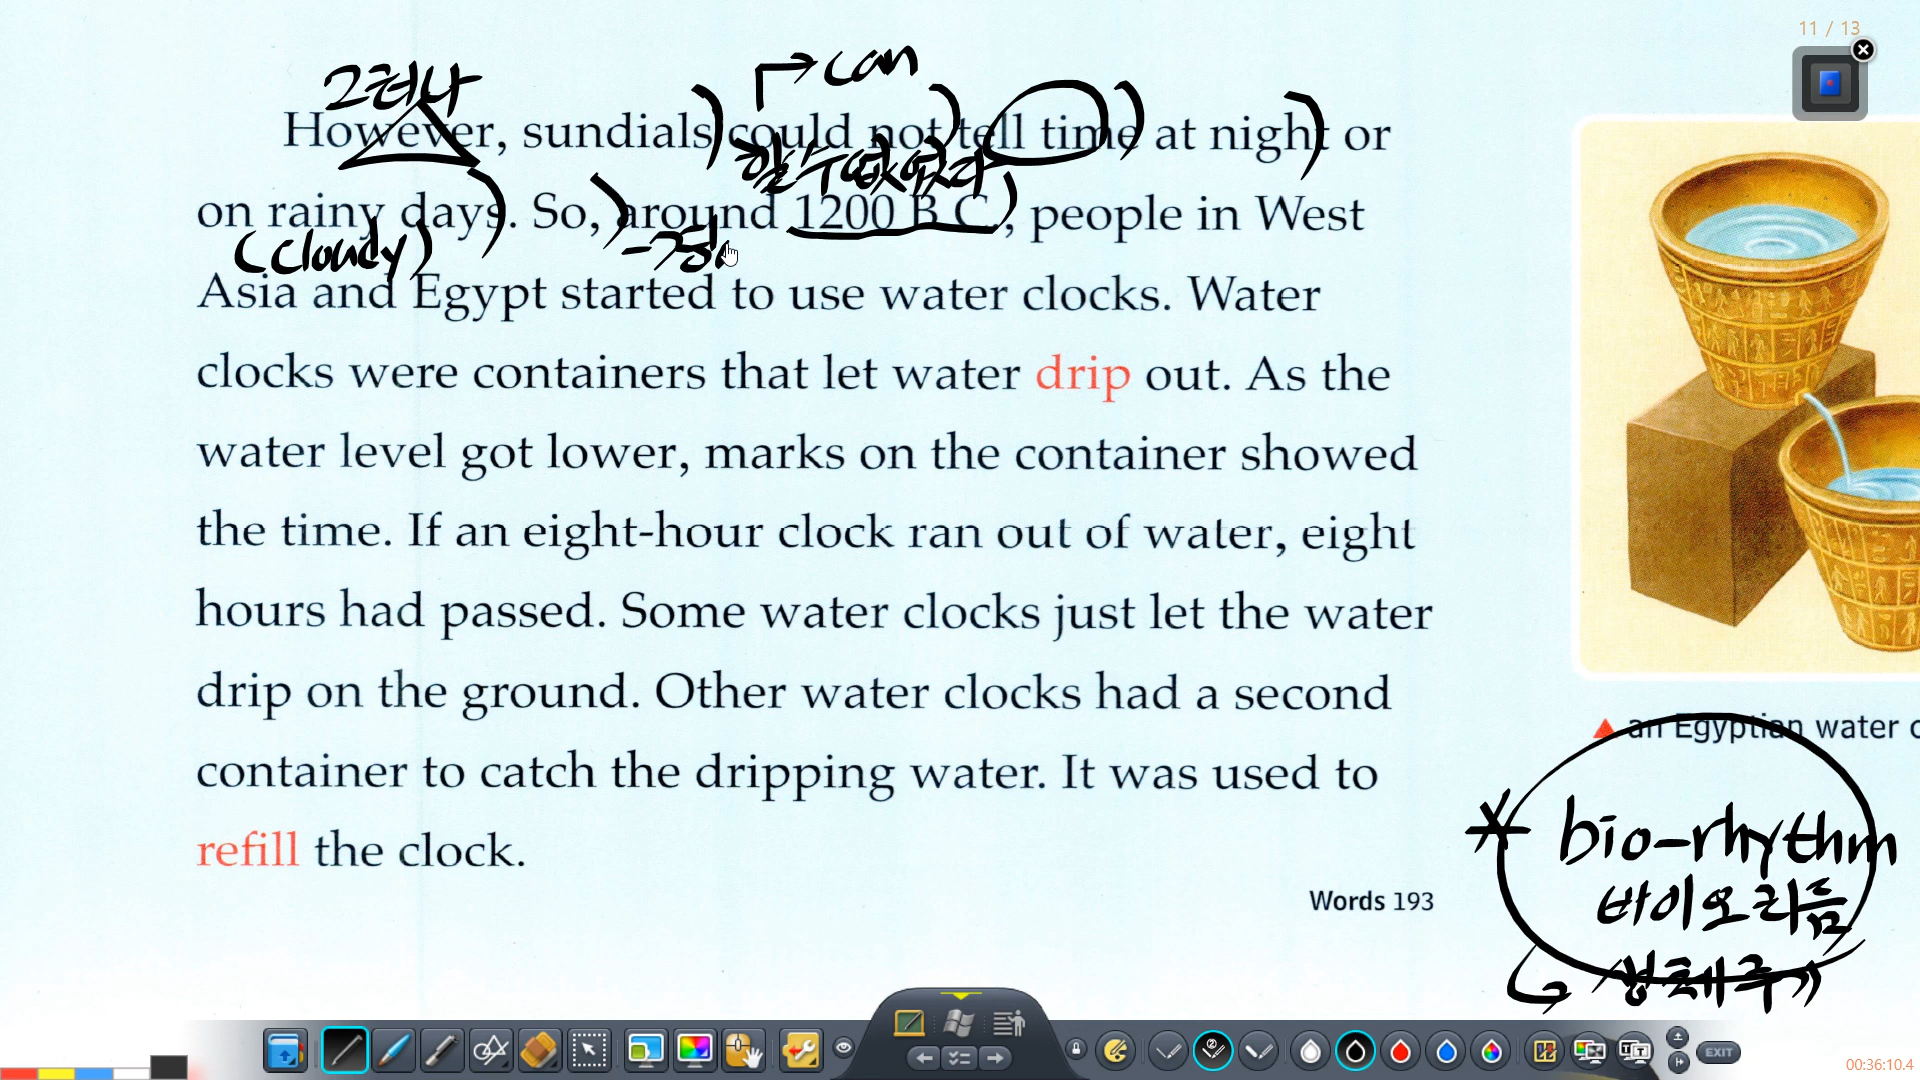 11 / 13
그러나
can
However, sundials could not tell time at night or
할 수 없었다
on rainy days. So, around 1200 B.C., people in West
(cloudy)
Asia and Egypt started to use water clocks. Water
clocks were containers that let water drip out. As the
water level got lower, marks on the container showed
the time. If an eight-hour clock ran out of water, eight
hours had passed. Some water clocks just let the water
drip on the ground. Other water clocks had a second
container to catch the dripping water. It was used to
refill the clock.
Words 193
an Egyptian water c
bio-rhythm
바이오리듬
생체주기
EXIT
00:36:10.4